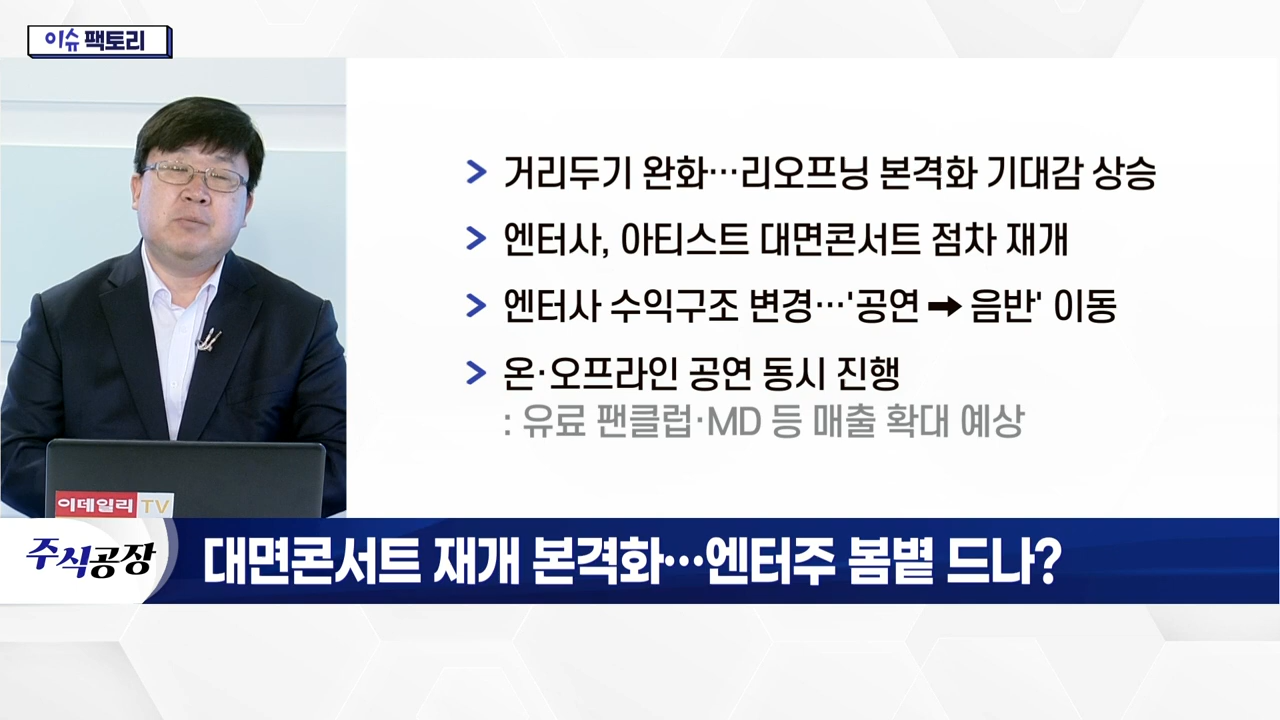 이슈 팩토리
> 거리두기 완화…리오프닝 본격화 기대감 상승
> 엔터사, 아티스트 대면콘서트 점차 재개
> 엔터사 수익구조 변경…'공연 ➡ 음반' 이동
> 온·오프라인 공연 동시 진행
: 유료 팬클럽·MD 등 매출 확대 예상
이데일리 TV
주식공장
대면콘서트 재개 본격화…엔터주 봄볕 드나?